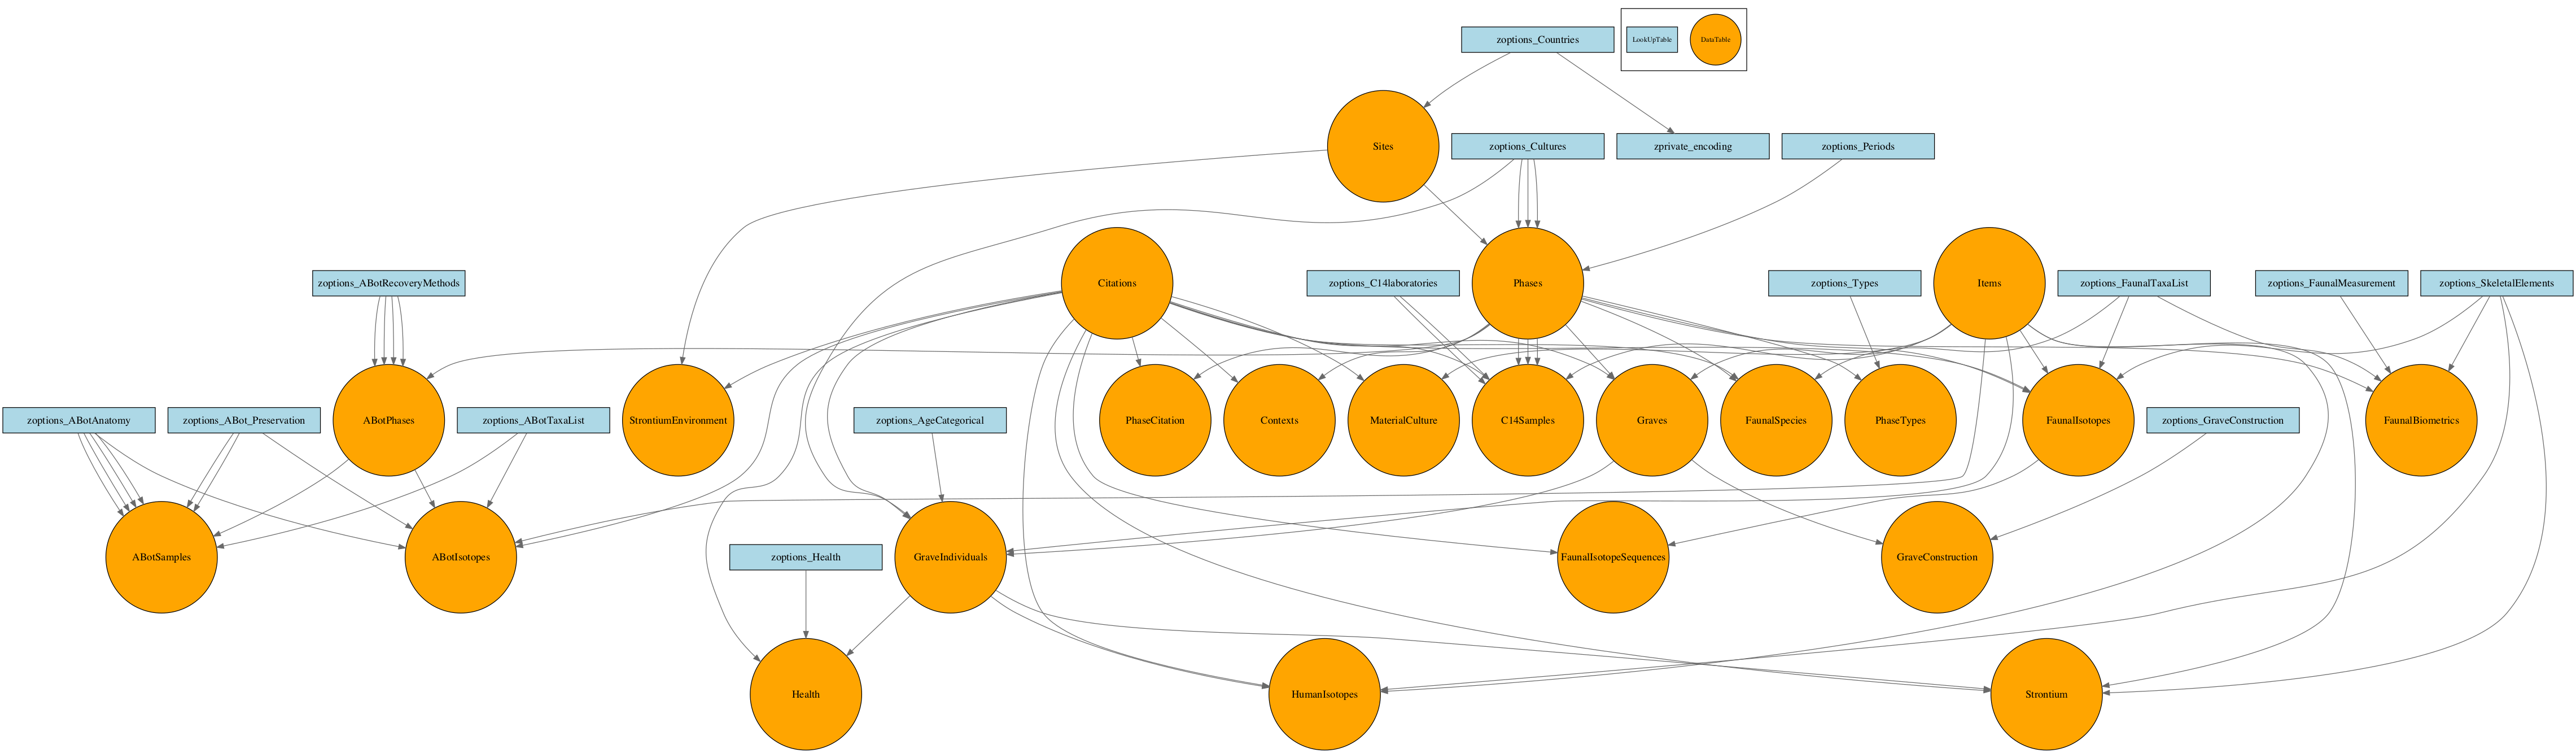 zoptions_Countries
LookUpTable
DataTable
Sites
zoptions_Cultures
zprivate_encoding
zoptions_Periods
zoptions_ABotRecoveryMethods
Citations
zoptions_C14laboratories
Phases
zoptions_Types
Items
zoptions_FaunalTaxaList
zoptions_FaunalMeasurement
zoptions_SkeletalElements
zoptions_ABotAnatomy
zoptions_ABot_Preservation
ABotPhases
zoptions_ABotTaxaList
StrontiumEnvironment
zoptions_AgeCategorical
PhaseCitation
Contexts
MaterialCulture
C14Samples
Graves
FaunalSpecies
PhaseTypes
FaunalIsotopes
zoptions_GraveConstruction
FaunalBiometrics
ABotSamples
ABotIsotopes
zoptions_Health
GraveIndividuals
FaunalIsotopeSequences
GraveConstruction
Health
HumanIsotopes
Strontium